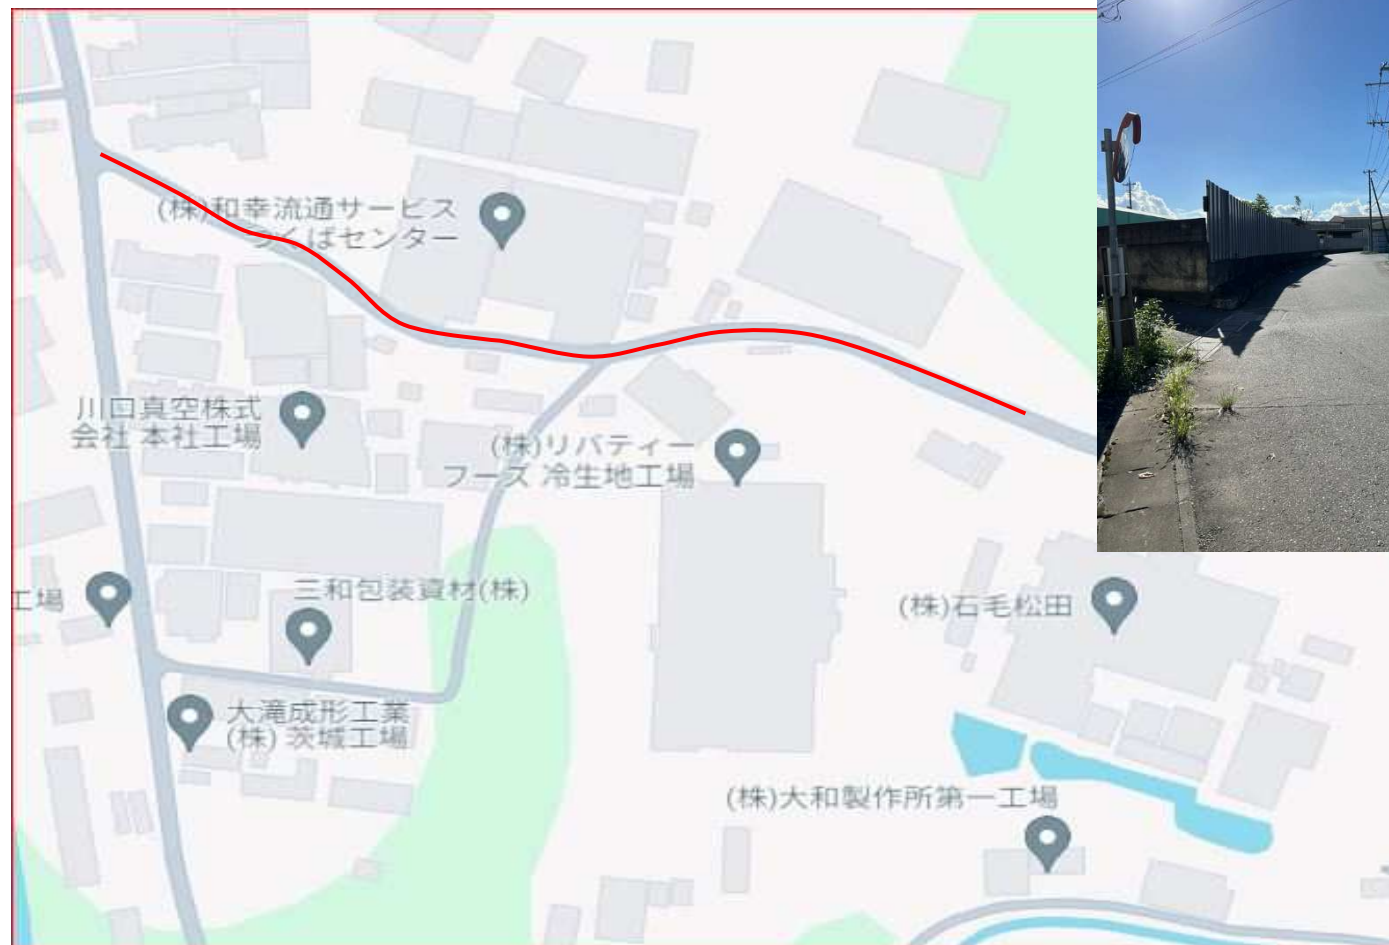 (株)和幸流通サービス
つくばセンター
川口真空株式
会社 本社工場
(株)リバティー
フーズ 冷生地工場
工場
三和包装資材(株)
(株)石毛松田
大滝成形工業
(株) 茨城工場
(株)大和製作所第一工場